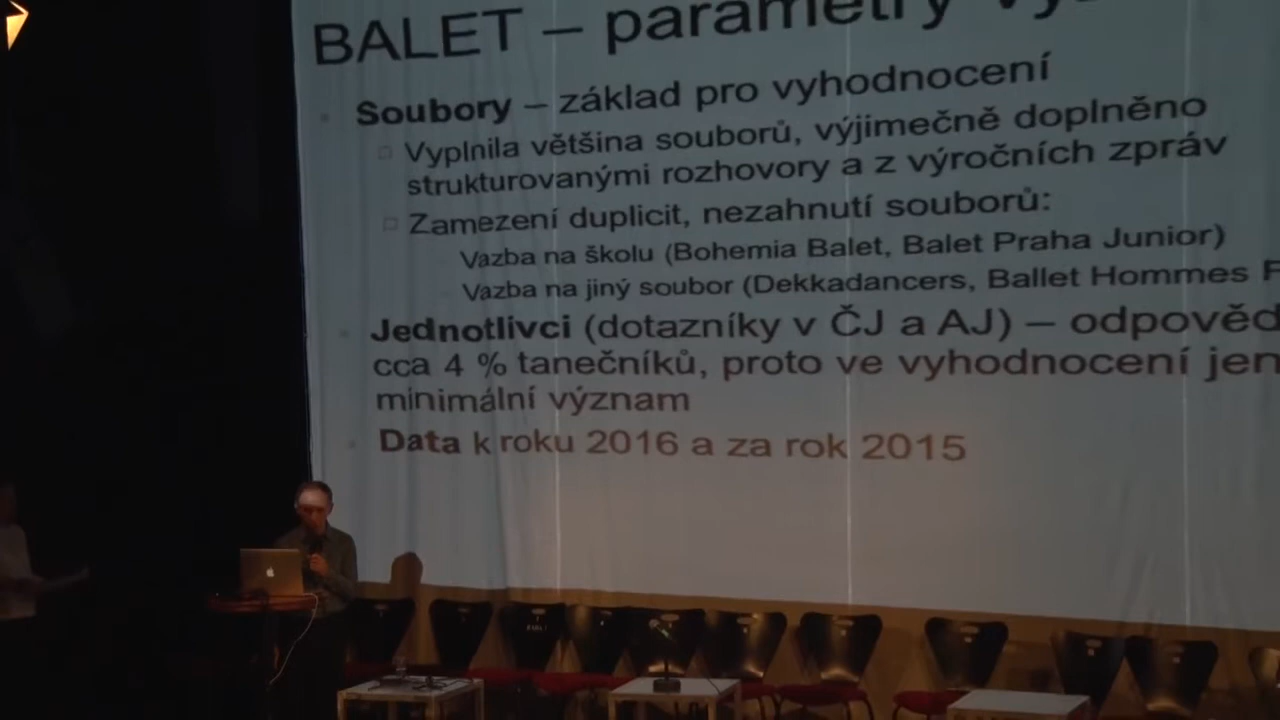 BALET – parametry
Soubory – základ pro vyhodnocení
Vyplnila většina souborů, výjimečně doplněno
strukturovanými rozhovory a z výročních zpráv
Zamezení duplicit, nezahnutí souborů:
Vazba na školu (Bohemia Balet, Balet Praha Junior)
Vazba na jiný soubor (Dekkadancers, Ballet Hommes F
Jednotlivci (dotazníky v ČJ a AJ) – odpověd
cca 4 % tanečníků, proto ve vyhodnocení jen
minimální význam
Data k roku 2016 a za rok 2015